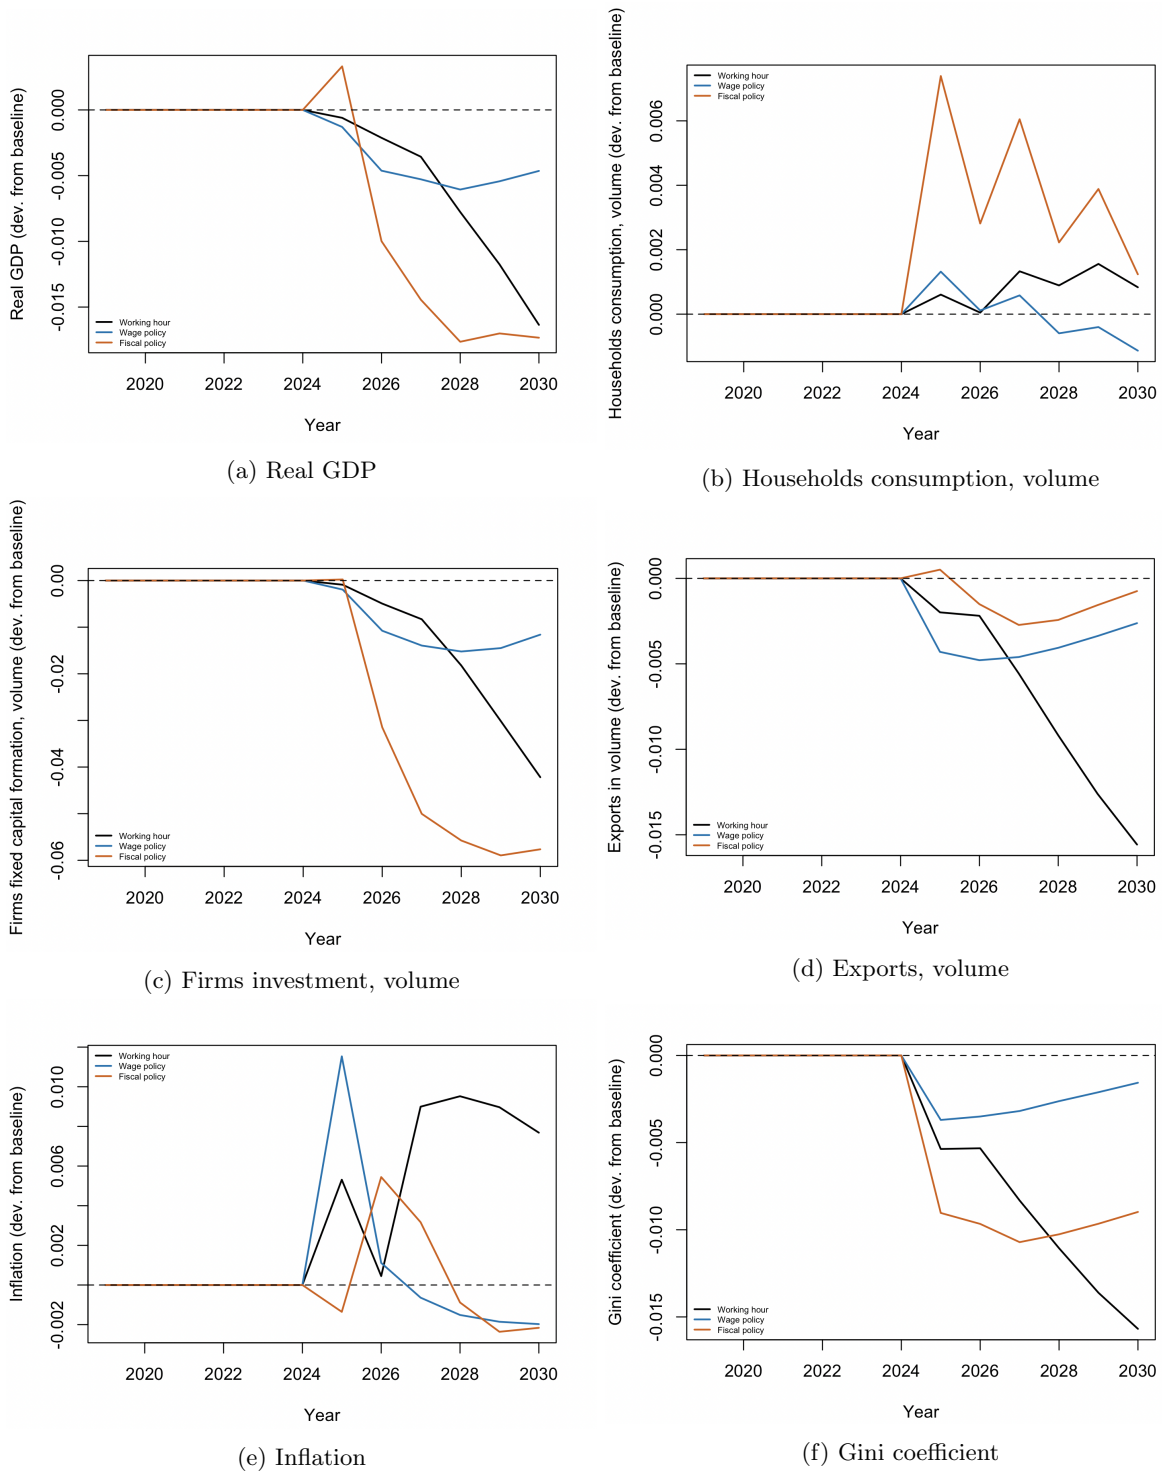 Real GDP (dev. from baseline)
0.000
-0.005
-0.010
-0.015
Working hour
Wage policy
Fiscal policy
2020 2022 2024 2026 2028 2030
Year
(a) Real GDP
Households consumption, volume (dev. from baseline)
0.006
0.004
0.002
0.000
Working hour
Wage policy
Fiscal policy
2020 2022 2024 2026 2028 2030
Year
(b) Households consumption, volume
Firms fixed capital formation, volume (dev. from baseline)
0.00
-0.02
-0.04
-0.06
Working hour
Wage policy
Fiscal policy
2020 2022 2024 2026 2028 2030
Year
(c) Firms investment, volume
Exports in volume (dev. from baseline)
0.000
-0.005
-0.010
-0.015
Working hour
Wage policy
Fiscal policy
2020 2022 2024 2026 2028 2030
Year
(d) Exports, volume
Inflation (dev. from baseline)
0.010
0.006
0.002
-0.002
Working hour
Wage policy
Fiscal policy
2020 2022 2024 2026 2028 2030
Year
(e) Inflation
Gini coefficient (dev. from baseline)
0.000
-0.005
-0.010
-0.015
Working hour
Wage policy
Fiscal policy
2020 2022 2024 2026 2028 2030
Year
(f) Gini coefficient